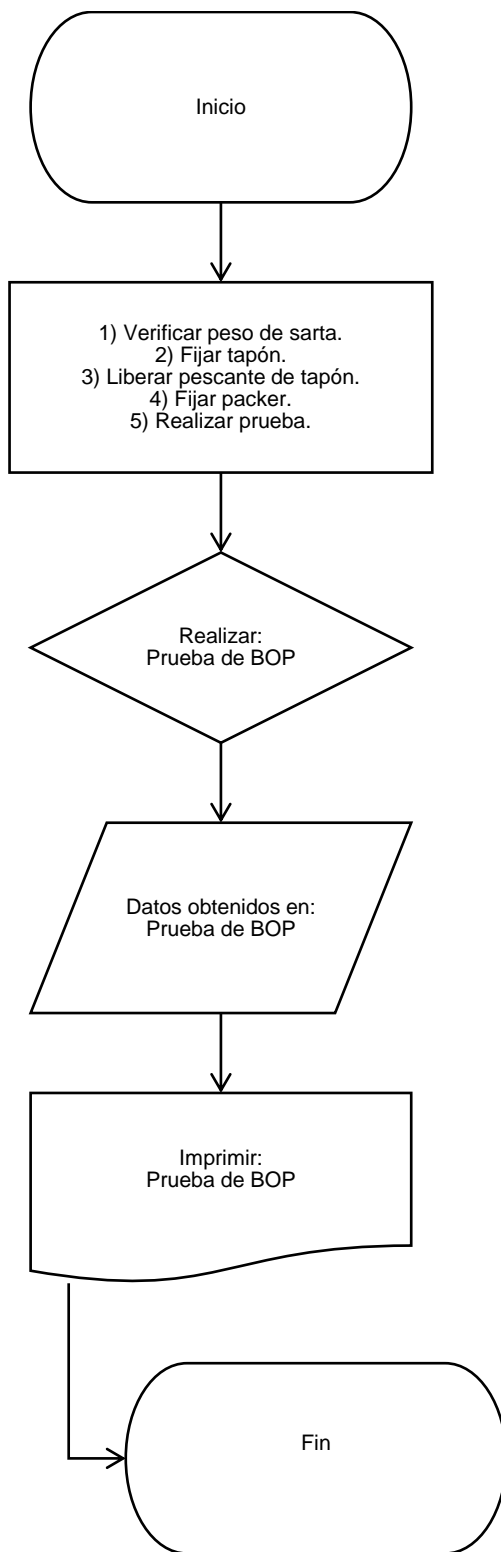 Inicio
1) Verificar peso de sarta.
2) Fijar tapón.
3) Liberar pescante de tapón.
4) Fijar packer.
5) Realizar prueba.
Realizar:
Prueba de BOP
Datos obtenidos en:
Prueba de BOP
Imprimir:
Prueba de BOP
Fin